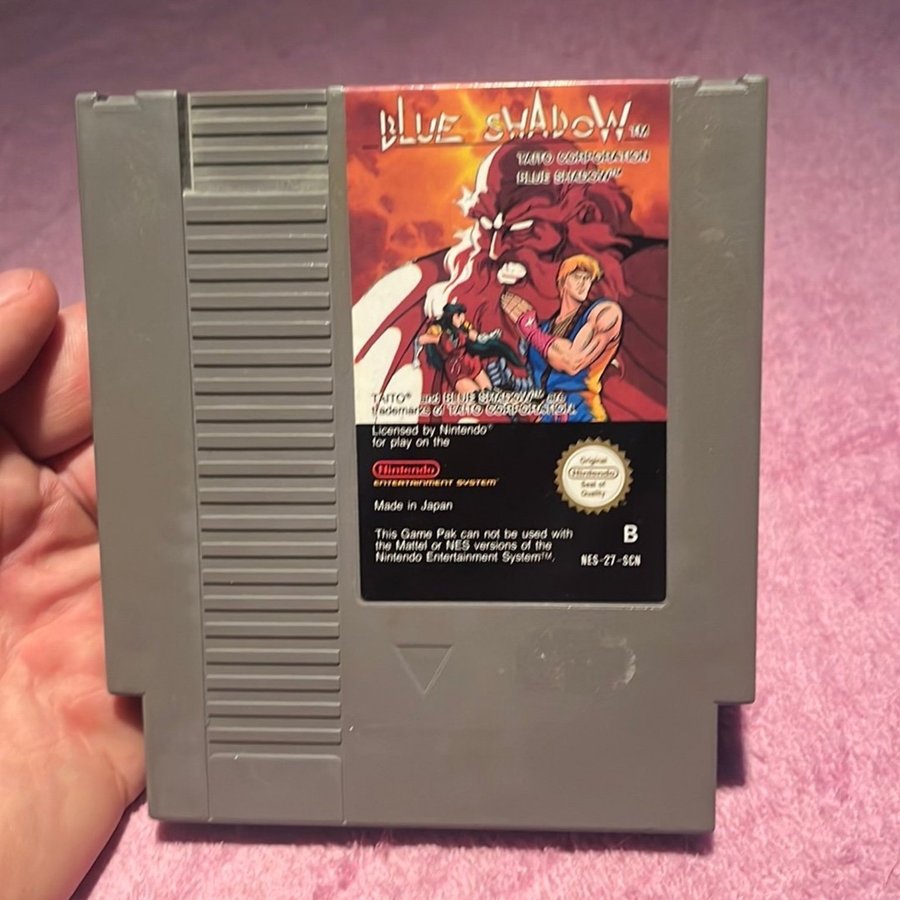 BLUE SHADOW™
TAITO CORPORATION
BLUE SHADOW™
TAITO® and BLUE SHADOW™ are
trademarks of TAITO CORPORATION.
Licensed by Nintendo®
for play on the
Nintendo
ENTERTAINMENT SYSTEM™
Original
Nintendo
Seal of
Quality
Made in Japan
This Game Pak can not be used with
the Mattel or NES versions of the
Nintendo Entertainment System™.
B
NES-27-SCN